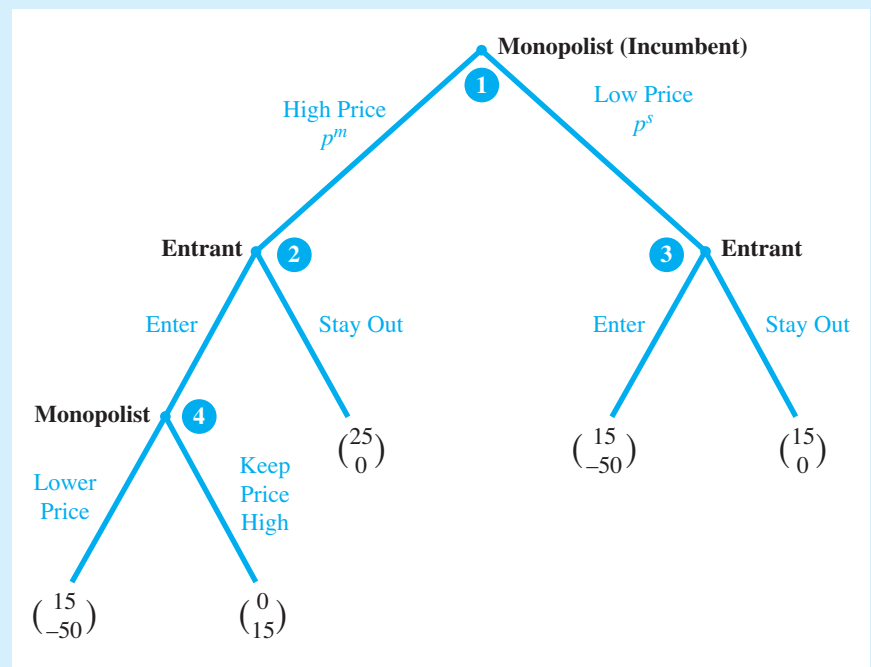 Monopolist (Incumbent)
1
High Price
p^m
Low Price
p^s
Entrant
2
3
Entrant
Enter
Stay Out
Enter
Stay Out
Monopolist
4
(25
0)
(15
–50)
(15
0)
Lower
Price
Keep
Price
High
(15
–50)
(0
15)